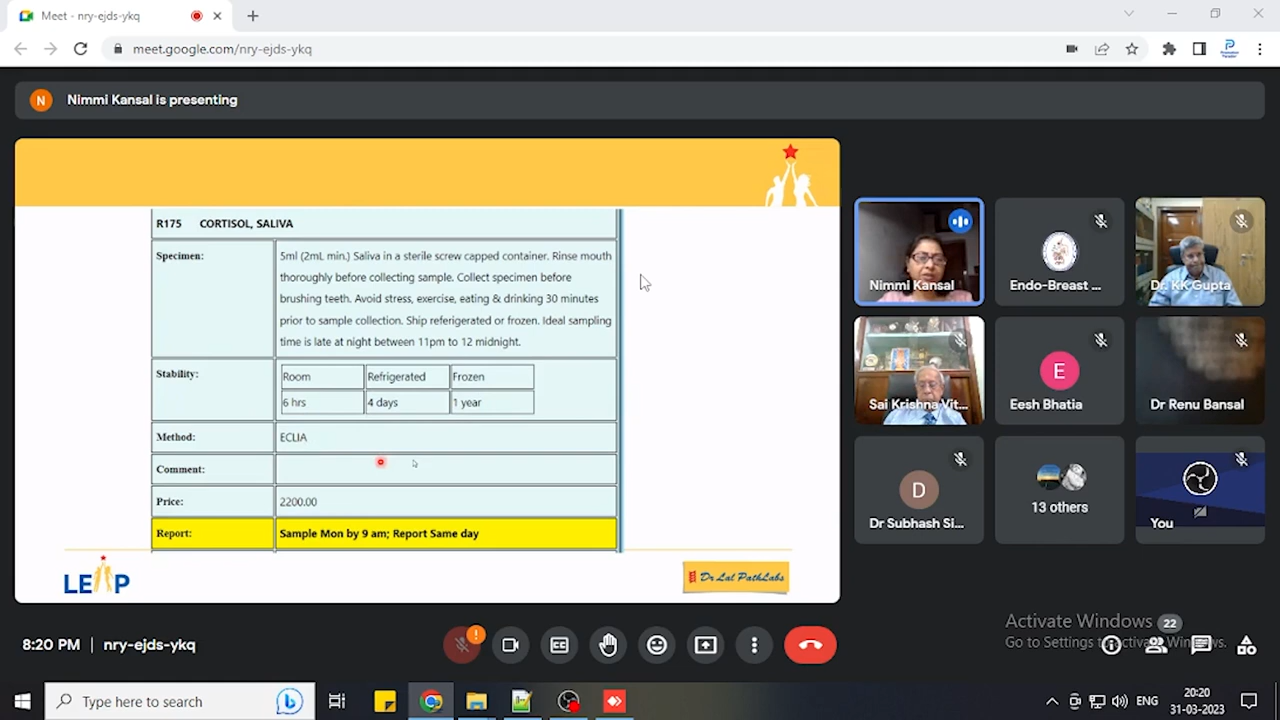 Meet - nry-ejds-ykq
meet.google.com/nry-ejds-ykq
N
Nimmi Kansal is presenting
R175 CORTISOL, SALIVA
Specimen:
5ml (2mL min.) Saliva in a sterile screw capped container. Rinse mouth
thoroughly before collecting sample. Collect specimen before
brushing teeth. Avoid stress, exercise, eating & drinking 30 minutes
prior to sample collection. Ship referigerated or frozen. Ideal sampling
time is late at night between 11pm to 12 midnight.
Stability:
Room Refrigerated Frozen
6 hrs 4 days 1 year
Method: ECLIA
Comment:
Price: 2200.00
Report: Sample Mon by 9 am; Report Same day
LEAP
Dr Lal PathLabs
Nimmi Kansal
Endo-Breast ...
Dr. KK Gupta
Sai Krishna Vit...
E
Eesh Bhatia
Dr Renu Bansal
D
Dr Subhash Si...
13 others
You
Activate Windows
Go to Settings to activate Windows.
22
8:20 PM | nry-ejds-ykq
Type here to search
ENG
20:20
31-03-2023